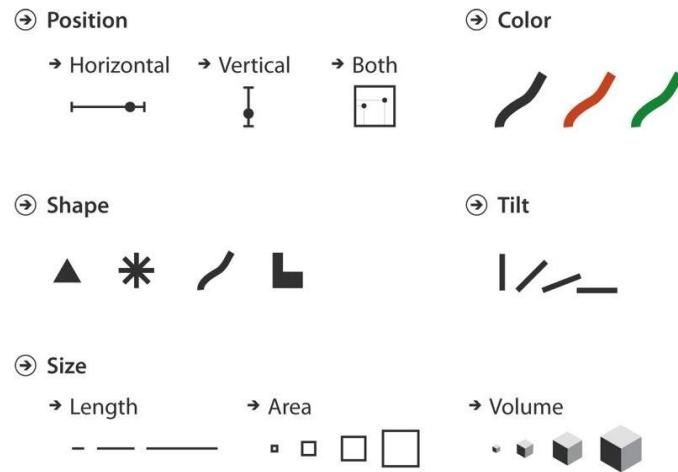 Position
Horizontal
Vertical
Both
Color
Shape
Tilt
Size
Length
Area
Volume